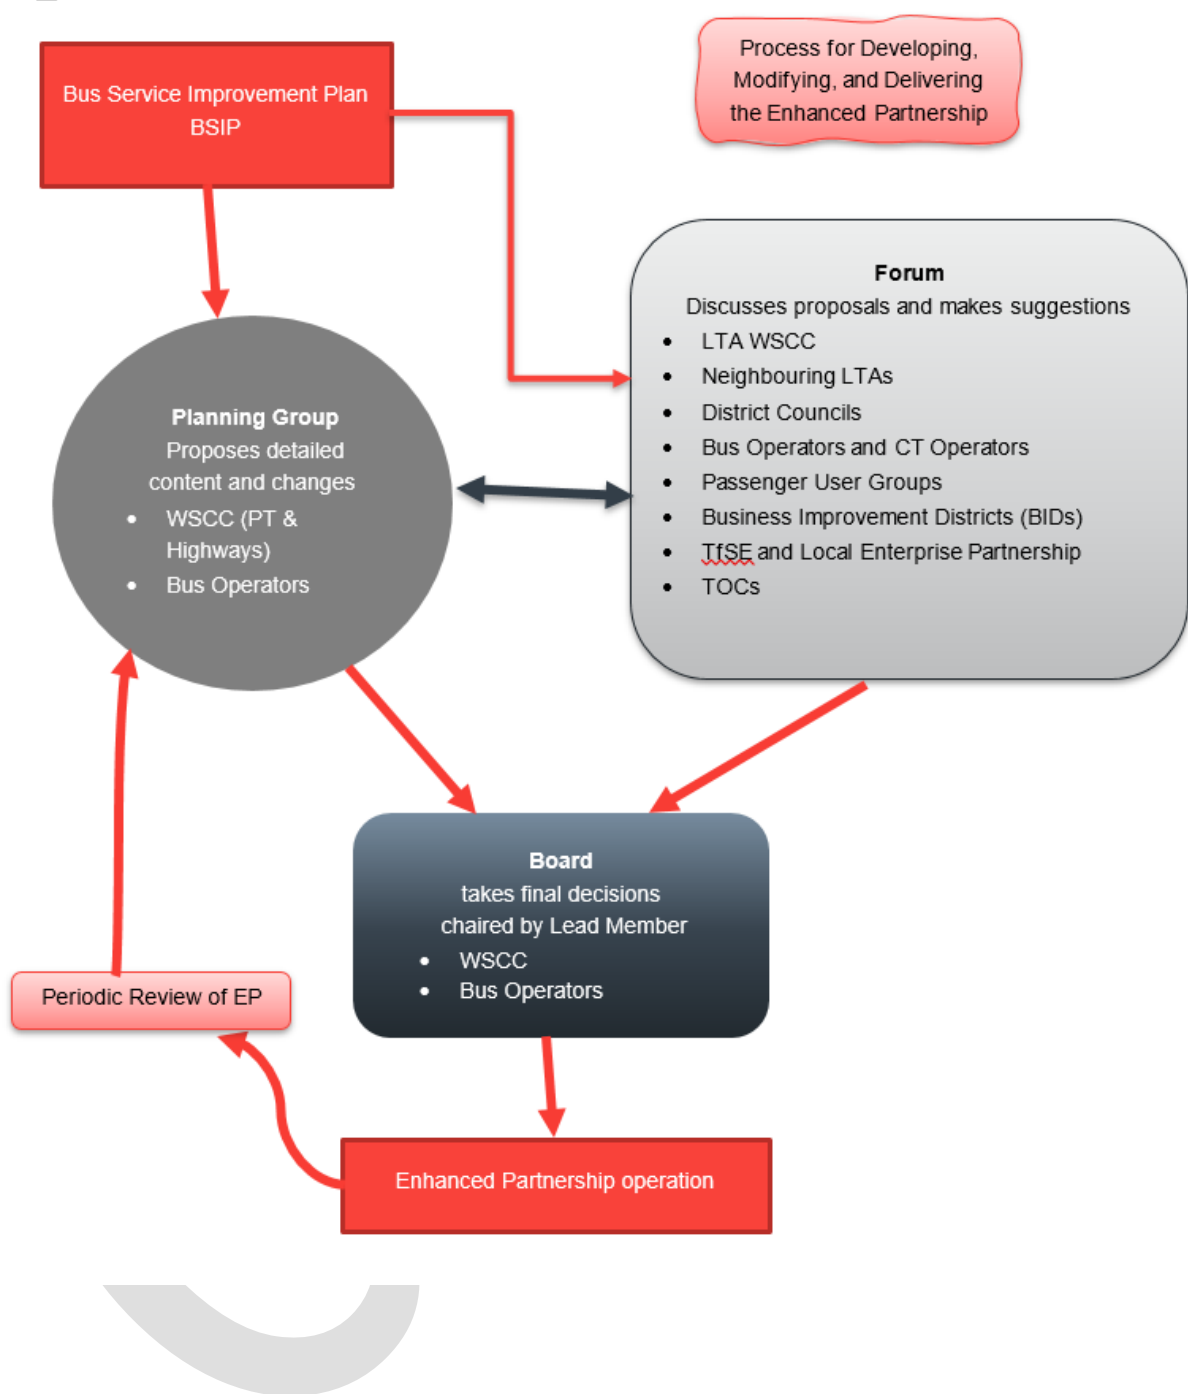 Bus Service Improvement Plan
BSIP
Process for Developing,
Modifying, and Delivering
the Enhanced Partnership
Forum
Discusses proposals and makes suggestions
• LTA WSCC
• Neighbouring LTAs
• District Councils
• Bus Operators and CT Operators
• Passenger User Groups
• Business Improvement Districts (BIDs)
• TfSE and Local Enterprise Partnership
• TOCs
Planning Group
Proposes detailed
content and changes
• WSCC (PT &
Highways)
• Bus Operators
Board
takes final decisions
chaired by Lead Member
• WSCC
• Bus Operators
Periodic Review of EP
Enhanced Partnership operation